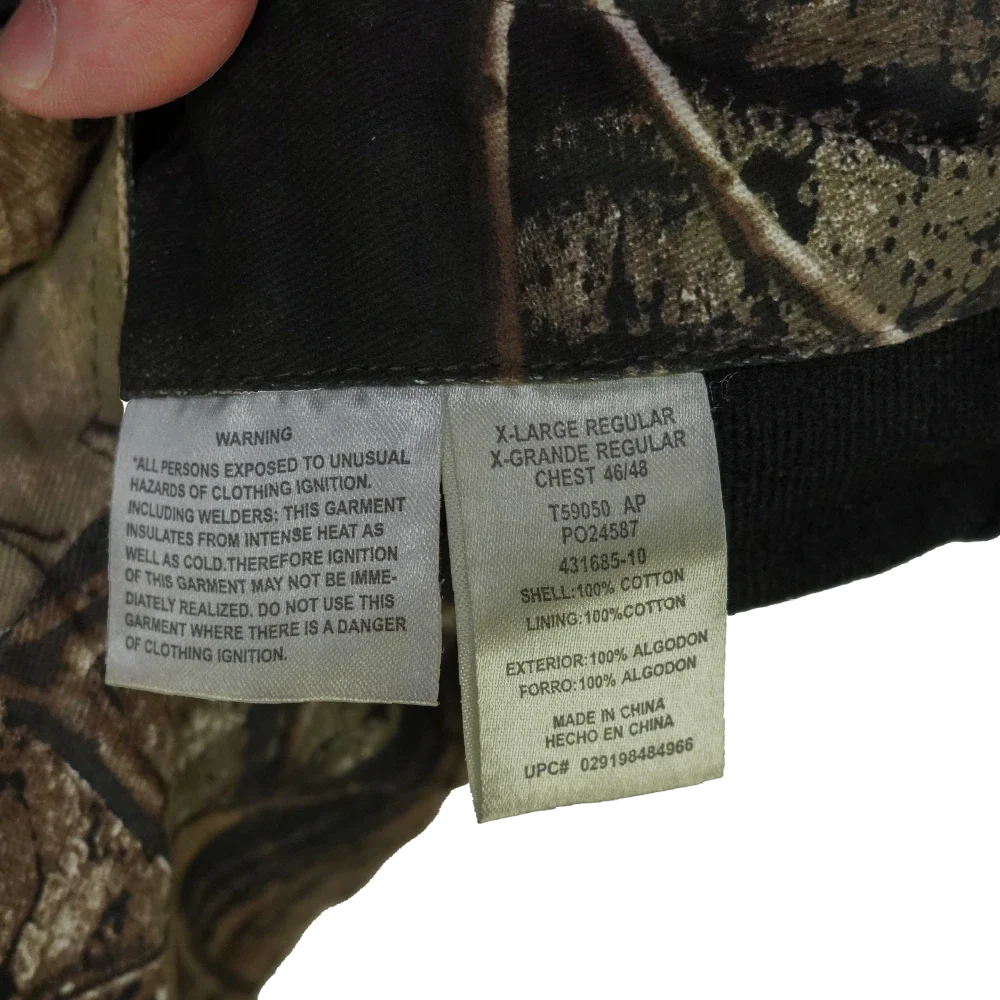 WARNING
*ALL PERSONS EXPOSED TO UNUSUAL
HAZARDS OF CLOTHING IGNITION.
INCLUDING WELDERS: THIS GARMENT
INSULATES FROM INTENSE HEAT AS
WELL AS COLD.THEREFORE IGNITION
OF THIS GARMENT MAY NOT BE IMME-
DIATELY REALIZED. DO NOT USE THIS
GARMENT WHERE THERE IS A DANGER
OF CLOTHING IGNITION.
X-LARGE REGULAR
X-GRANDE REGULAR
CHEST 46/48
T59050 AP
PO24587
431685-10
SHELL:100% COTTON
LINING:100%COTTON
EXTERIOR:100% ALGODON
FORRO:100% ALGODON
MADE IN CHINA
HECHO EN CHINA
UPC# 029198484966